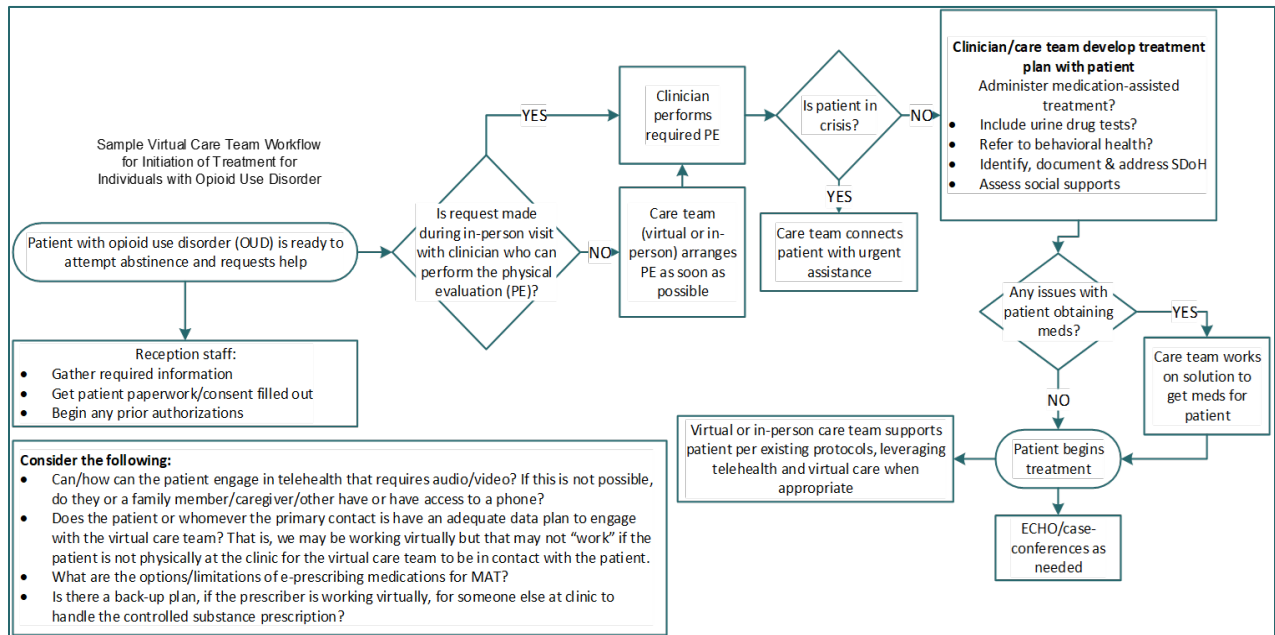 Sample Virtual Care Team Workflow
for Initiation of Treatment for
Individuals with Opioid Use Disorder
Patient with opioid use disorder (OUD) is ready to
attempt abstinence and requests help
Reception staff:
● Gather required information
● Get patient paperwork/consent filled out
● Begin any prior authorizations
Is request made
during in-person visit
with clinician who can
perform the physical
evaluation (PE)?
YES
NO
Clinician
performs
required PE
Care team
(virtual or in-
person) arranges
PE as soon as
possible
Is patient in
crisis?
YES
NO
Care team connects
patient with urgent
assistance
Clinician/care team develop treatment
plan with patient
Administer medication-assisted
treatment?
● Include urine drug tests?
● Refer to behavioral health?
● Identify, document & address SDoH
● Assess social supports
Any issues with
patient obtaining
meds?
YES
NO
Care team works
on solution to
get meds for
patient
Patient begins
treatment
Virtual or in-person care team supports
patient per existing protocols, leveraging
telehealth and virtual care when
appropriate
ECHO/case-
conferences as
needed
Consider the following:
● Can/how can the patient engage in telehealth that requires audio/video? If this is not possible,
do they or a family member/caregiver/other have or have access to a phone?
● Does the patient or whomever the primary contact is have an adequate data plan to engage
with the virtual care team? That is, we may be working virtually but that may not “work” if the
patient is not physically at the clinic for the virtual care team to be in contact with the patient.
● What are the options/limitations of e-prescribing medications for MAT?
● Is there a back-up plan, if the prescriber is working virtually, for someone else at clinic to
handle the controlled substance prescription?